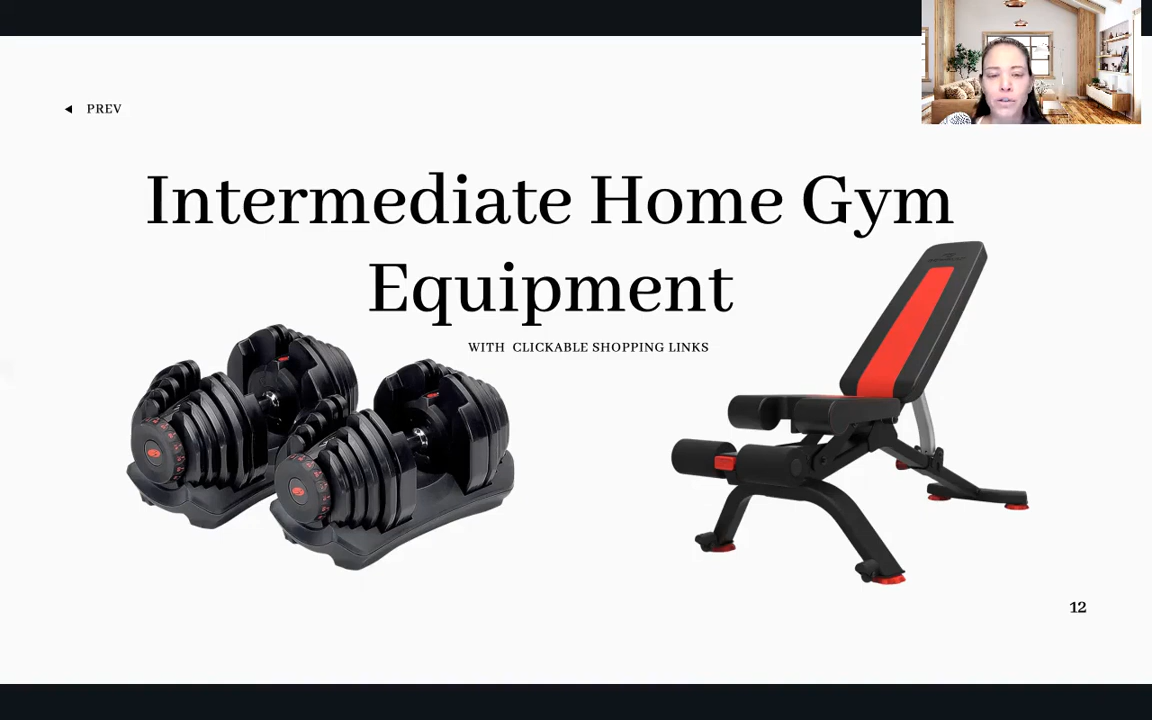 PREV
Intermediate Home Gym
Equipment
WITH CLICKABLE SHOPPING LINKS
12